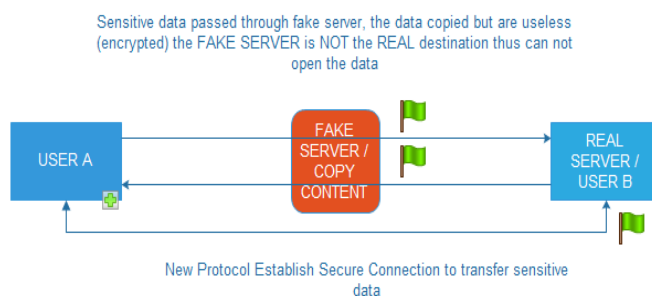 Sensitive data passed through fake server, the data copied but are useless
(encrypted) the FAKE SERVER is NOT the REAL destination thus can not
open the data
USER A
FAKE
SERVER /
COPY
CONTENT
REAL
SERVER /
USER B
New Protocol Establish Secure Connection to transfer sensitive
data